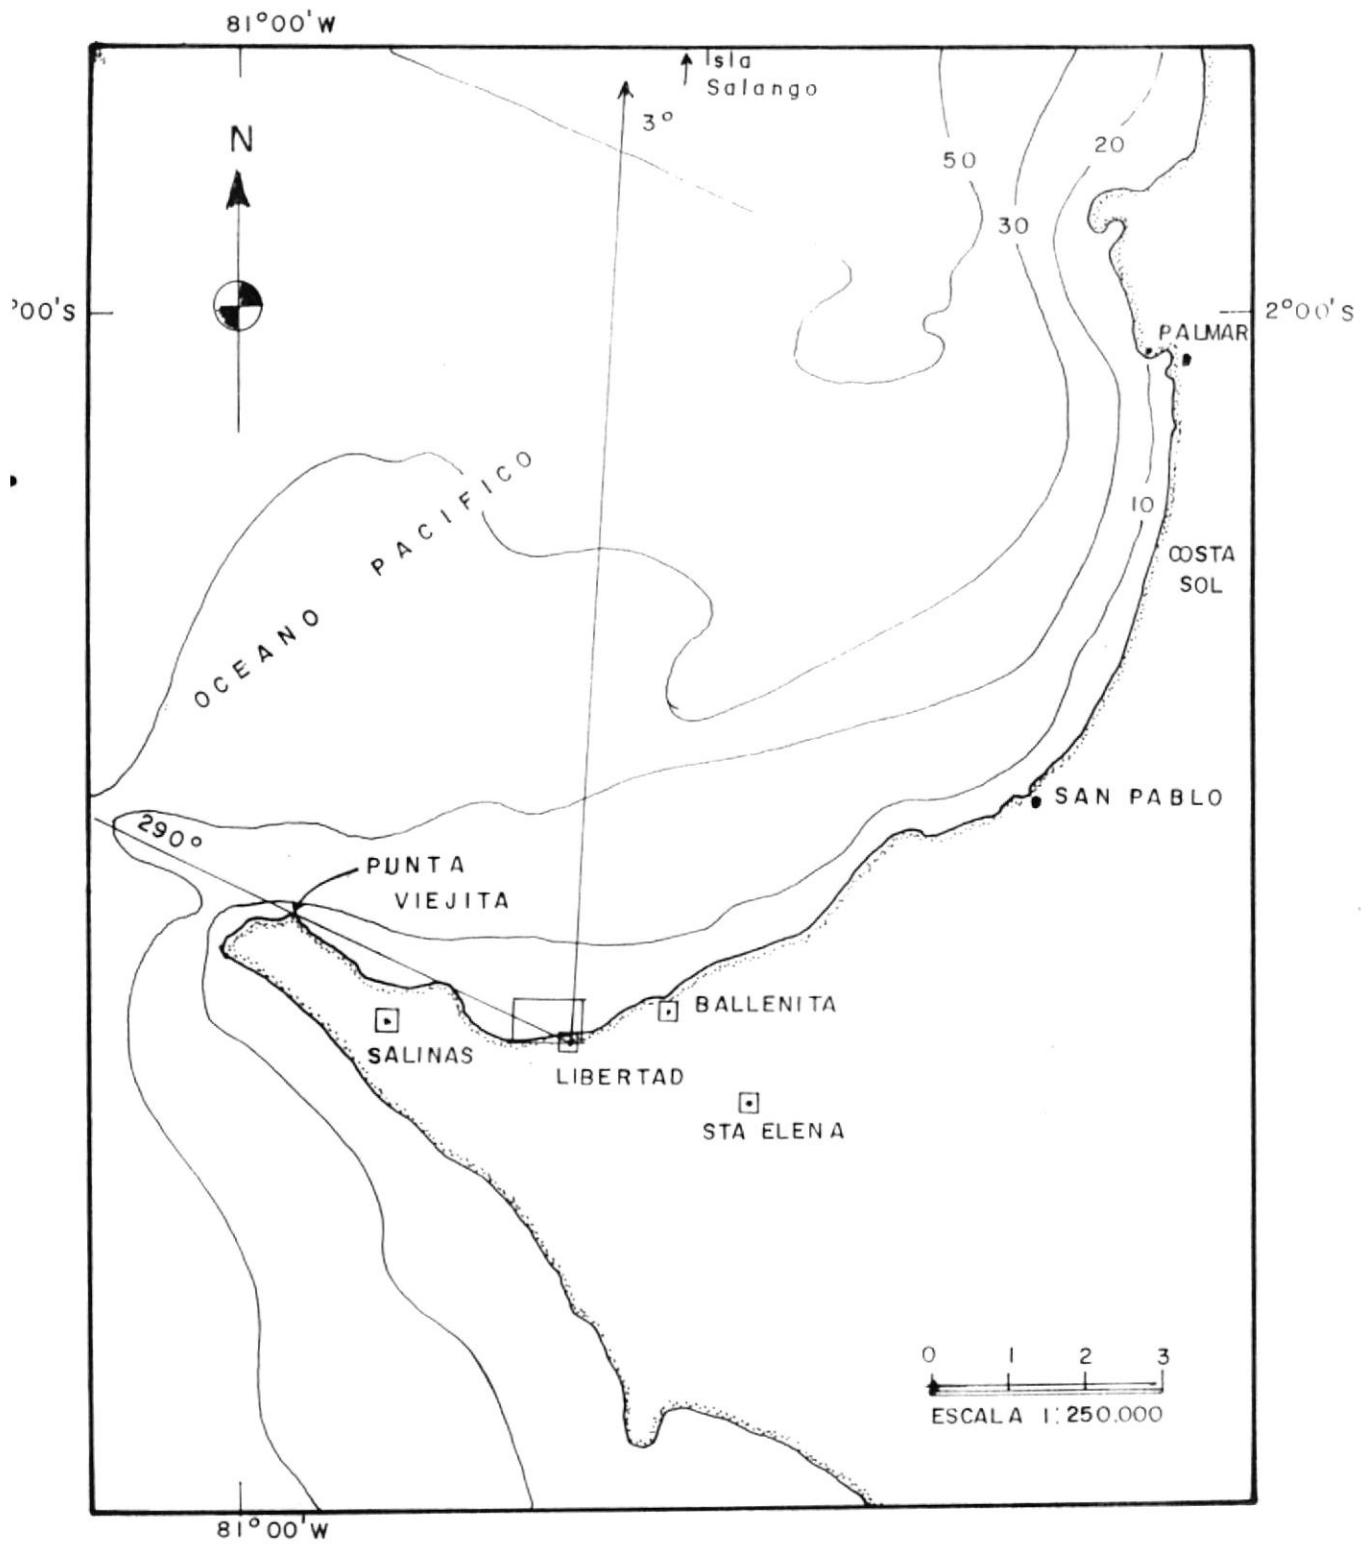 81°00'W
Isla
Salango
3°
N
50
20
30
°00'S
2°00'S
PALMAR
OCEANO PACIFICO
10
COSTA
SOL
SAN PABLO
290°
PUNTA
VIEJITA
BALLENITA
SALINAS
LIBERTAD
STA ELENA
0 1 2 3
ESCALA 1:250.000
81°00'W